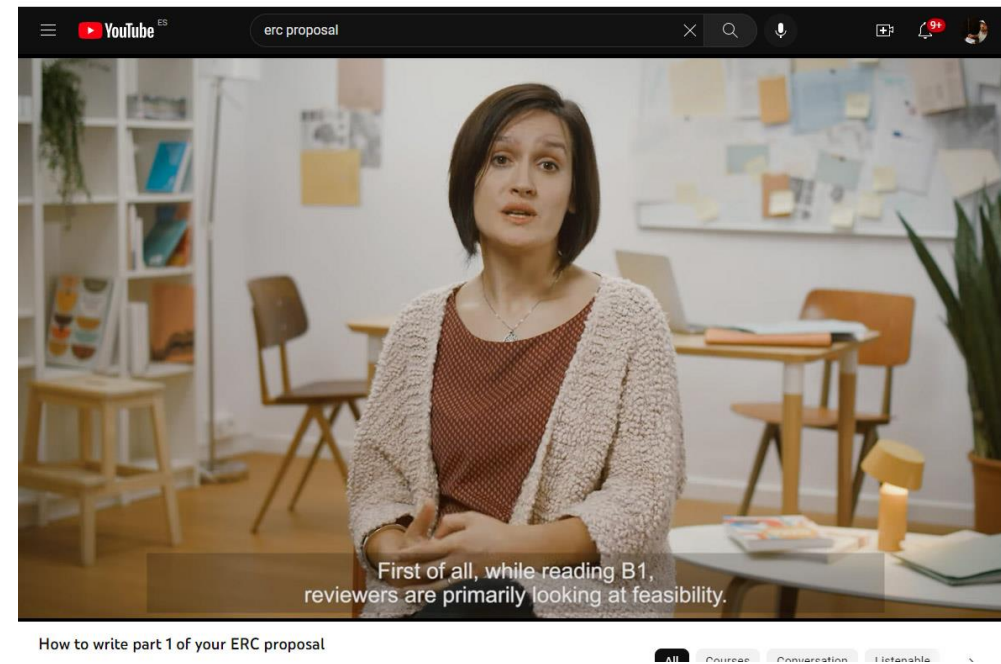 YouTube ES
erc proposal
9+
First of all, while reading B1,
reviewers are primarily looking at feasibility.
How to write part 1 of your ERC proposal
All Courses Conversation Listenable